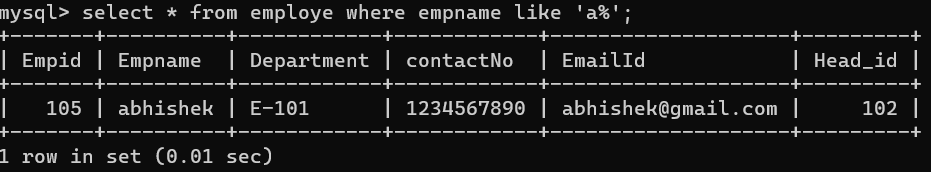 mysql> select * from employe where empname like 'a%';
+-------+----------+------------+------------+--------------------+---------+
| Empid | Empname  | Department | contactNo  | EmailId            | Head_id |
+-------+----------+------------+------------+--------------------+---------+
|   105 | abhishek | E-101      | 1234567890 | abhishek@gmail.com |     102 |
+-------+----------+------------+------------+--------------------+---------+
1 row in set (0.01 sec)